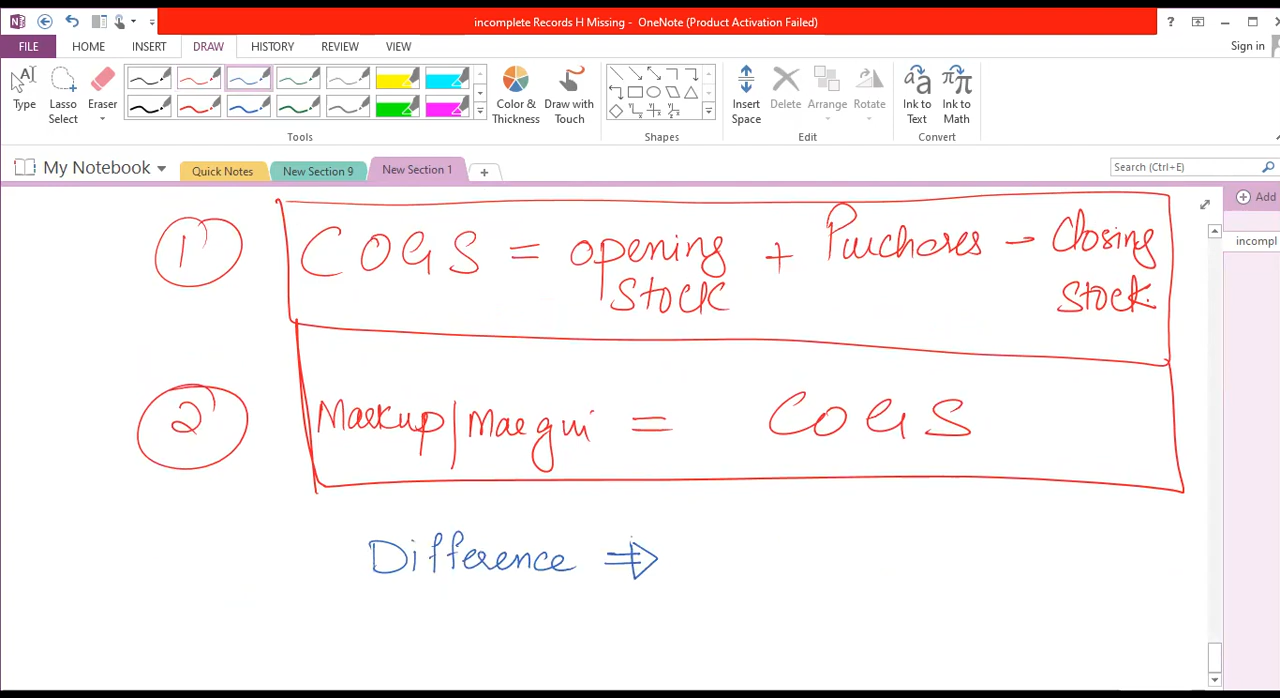 incomplete Records H Missing - OneNote (Product Activation Failed)
?
FILE HOME INSERT DRAW HISTORY REVIEW VIEW
Sign in
Type
Lasso Select
Eraser
Color & Thickness
Draw with Touch
Insert Space
Delete
Arrange
Rotate
Ink to Text
Ink to Math
Tools
Shapes
Edit
Convert
My Notebook
Quick Notes
New Section 9
New Section 1
Search (Ctrl+E)
Add
incompl
1 COGS = opening stock + Purchases - Closing stock.
2 Markup/Margin = COGS
Difference ⇒